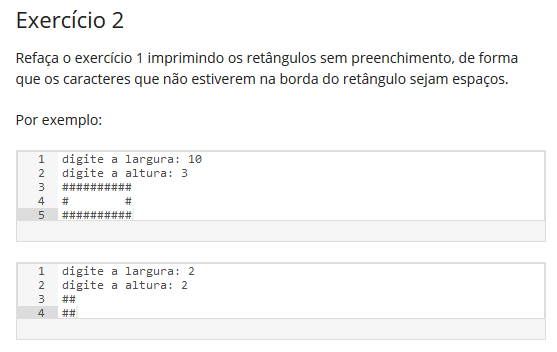 Exercício 2
Refaça o exercício 1 imprimindo os retângulos sem preenchimento, de forma
que os caracteres que não estiverem na borda do retângulo sejam espaços.
Por exemplo:
1 digite a largura: 10
2 digite a altura: 3
3 ##########
4 #        #
5 ##########
1 digite a largura: 2
2 digite a altura: 2
3 ##
4 ##